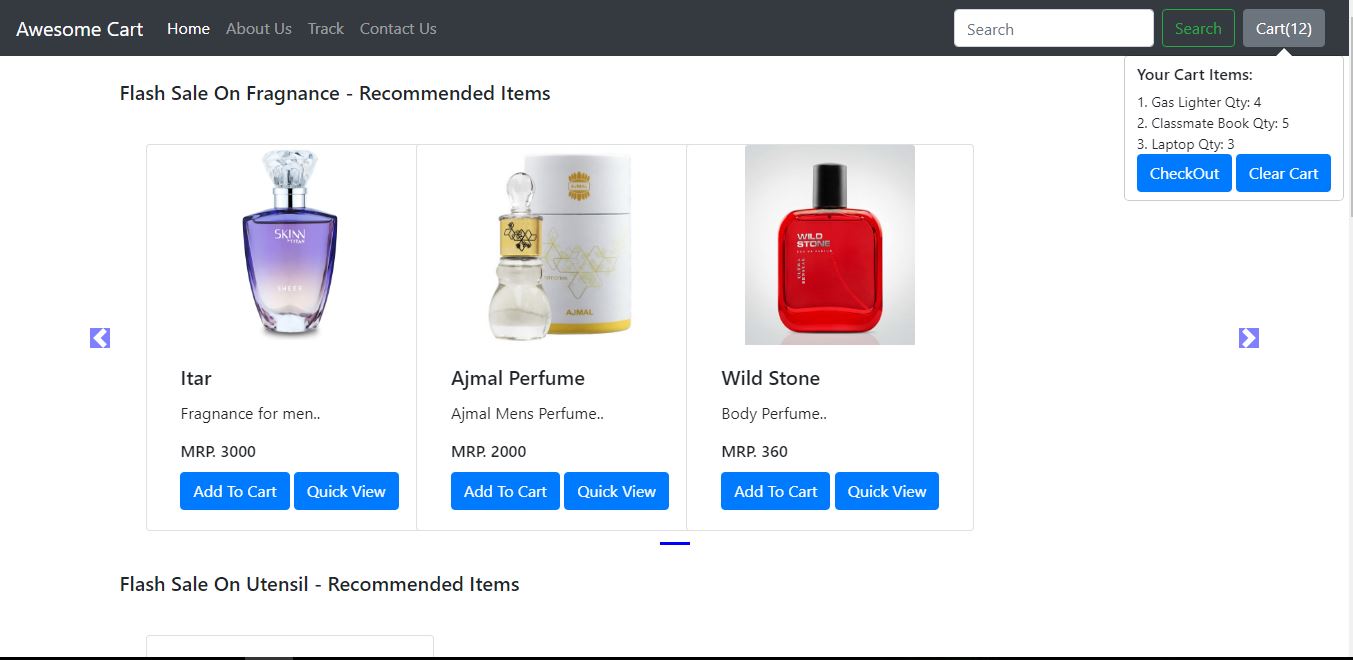 Awesome Cart Home About Us Track Contact Us Search Search Cart(12)
Your Cart Items:
1. Gas Lighter Qty: 4
2. Classmate Book Qty: 5
3. Laptop Qty: 3
CheckOut Clear Cart
Flash Sale On Fragnance - Recommended Items
SKINN
BY TITAN
SHEER
AJMAL
WILD
STONE
EAU DE PARFUM
Itar
Fragnance for men..
MRP. 3000
Add To Cart Quick View
Ajmal Perfume
Ajmal Mens Perfume..
MRP. 2000
Add To Cart Quick View
Wild Stone
Body Perfume..
MRP. 360
Add To Cart Quick View
Flash Sale On Utensil - Recommended Items